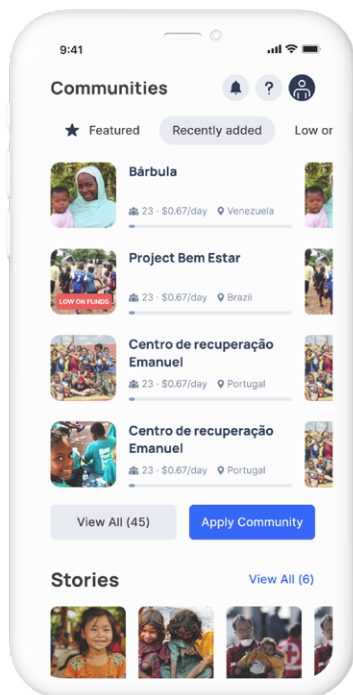 9:41
Communities
?
Featured
Recently added
Low or
Bárbula
23 · $0.67/day
Venezuela
Project Bem Estar
LOW ON FUNDS
23 · $0.67/day
Brazil
Centro de recuperação
Emanuel
23 · $0.67/day
Portugal
Centro de recuperação
Emanuel
23 · $0.67/day
Portugal
View All (45)
Apply Community
Stories
View All (6)